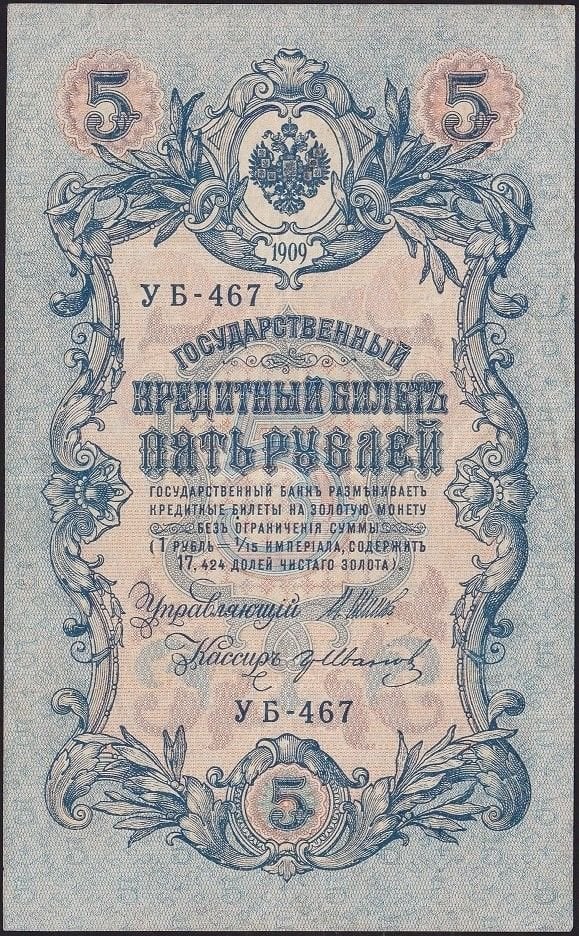 5 5
1909
УБ-467
ГОСУДАРСТВЕННЫЙ
КРЕДИТНЫЙ БИЛЕТЪ
ПЯТЬ РУБЛЕЙ
ГОСУДАРСТВЕННЫЙ БАНКЪ РАЗМѢНИВАЕТЪ
КРЕДИТНЫЕ БИЛЕТЫ НА ЗОЛОТУЮ МОНЕТУ
БЕЗЪ ОГРАНИЧЕНІЯ СУММЫ
(1 РУБЛЬ = 1/15 ИМПЕРІАЛА, СОДЕРЖИТЪ
17,424 ДОЛЕЙ ЧИСТАГО ЗОЛОТА).
Управляющій
Кассиръ
УБ-467
5